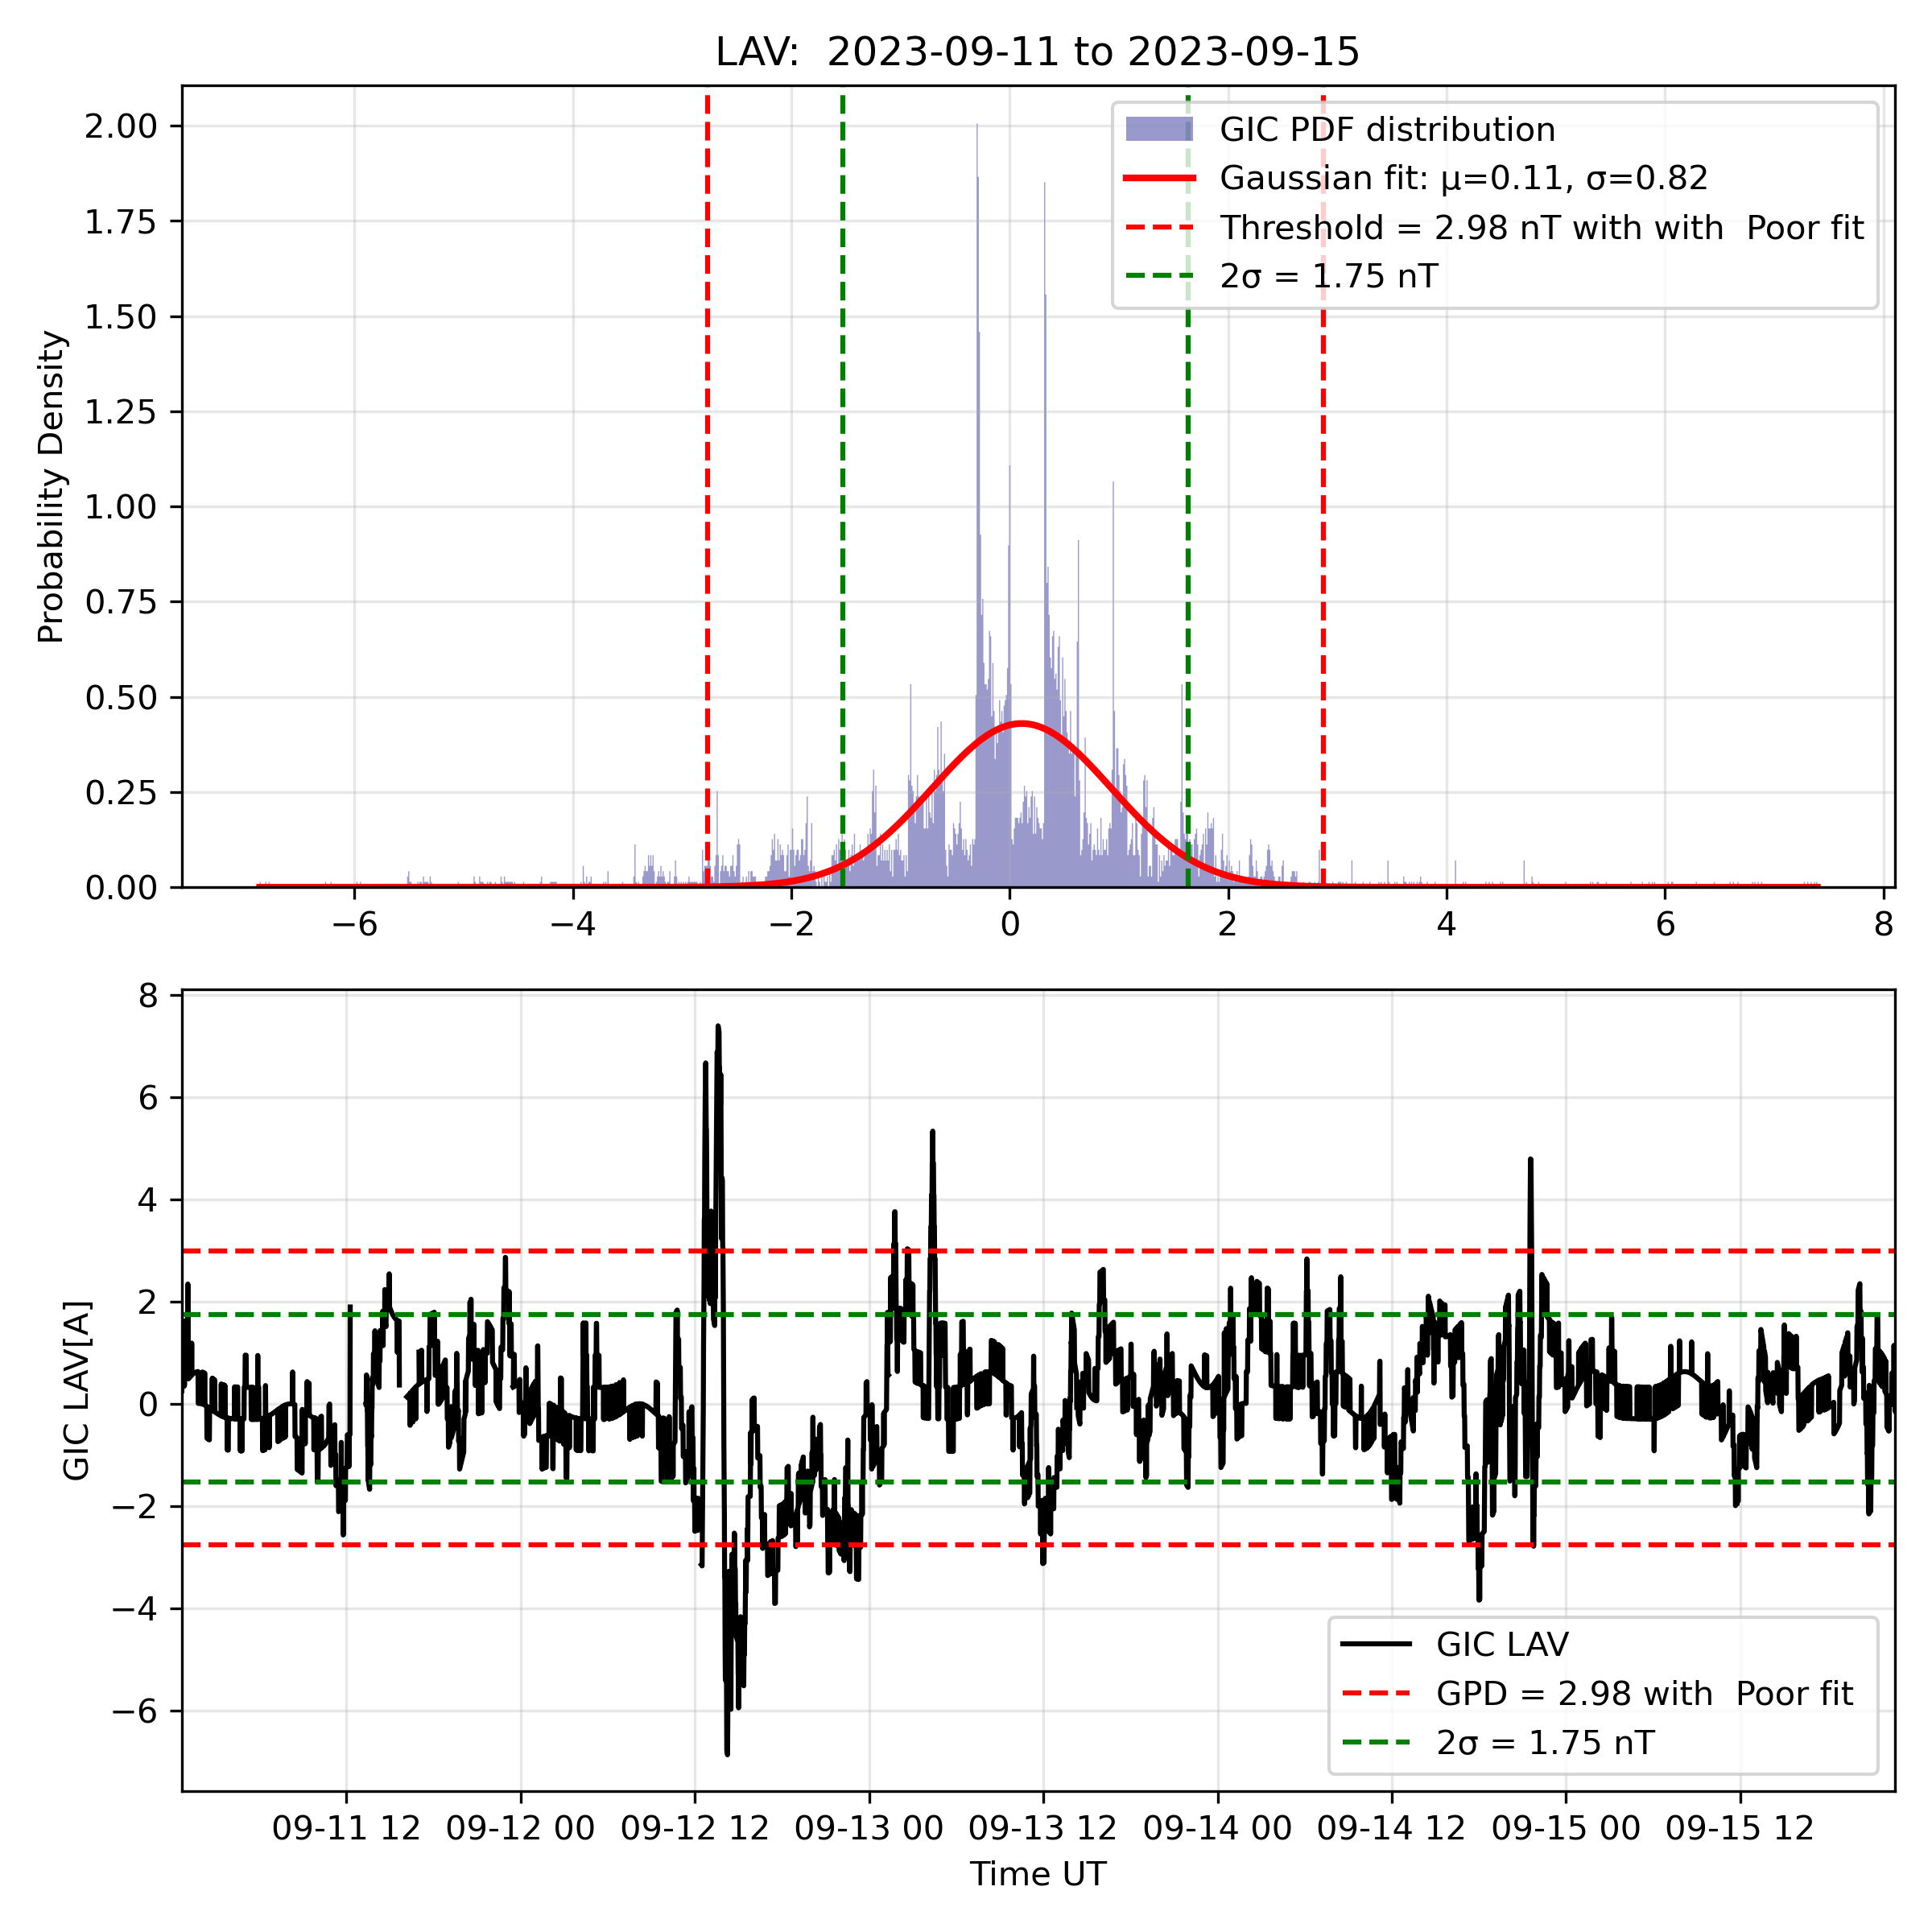 LAV:  2023-09-11 to 2023-09-15
2.00
1.75
1.50
1.25
1.00
0.75
0.50
0.25
0.00
Probability Density
GIC PDF distribution
Gaussian fit: μ=0.11, σ=0.82
Threshold = 2.98 nT with with  Poor fit
2σ = 1.75 nT
−6 −4 −2 0 2 4 6 8
8
6
4
2
0
−2
−4
−6
GIC LAV[A]
GIC LAV
GPD = 2.98 with  Poor fit
2σ = 1.75 nT
09-11 12 09-12 00 09-12 12 09-13 00 09-13 12 09-14 00 09-14 12 09-15 00 09-15 12
Time UT